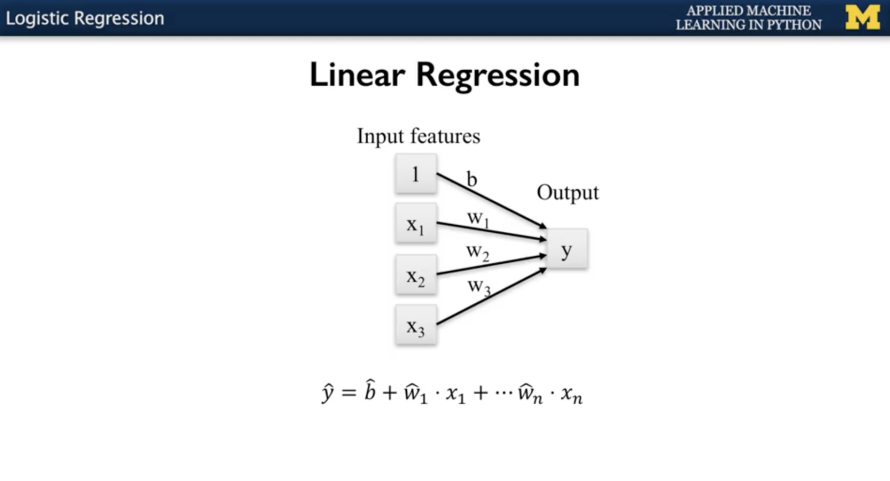 Logistic Regression
APPLIED MACHINE
LEARNING IN PYTHON
M
Linear Regression
Input features
1
b
Output
x₁
w₁
w₂
y
x₂
w₃
x₃
ŷ = b̂ + ŵ₁ · x₁ + ⋯ ŵₙ · xₙ